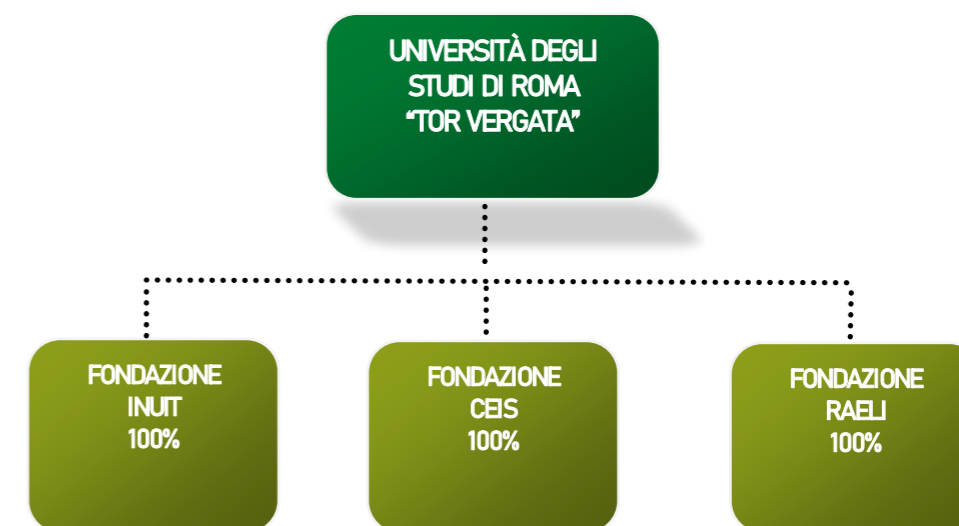 UNIVERSITÀ DEGLI
STUDI DI ROMA
“TOR VERGATA”
FONDAZIONE
INUIT
100%
FONDAZIONE
CEIS
100%
FONDAZIONE
RAELI
100%